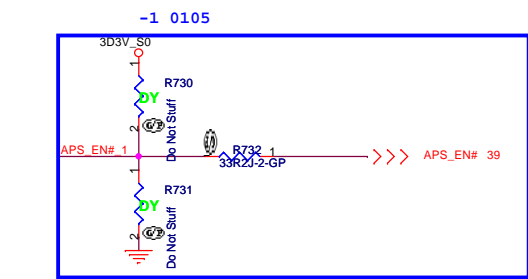 -1 0105
3D3V_S0
1
R730
DY
2
G/P
Do Not Stuff
APS_EN#_1
R732
1
33R2J-2-GP
APS_EN# 39
1
R731
DY
2
G/P
Do Not Stuff